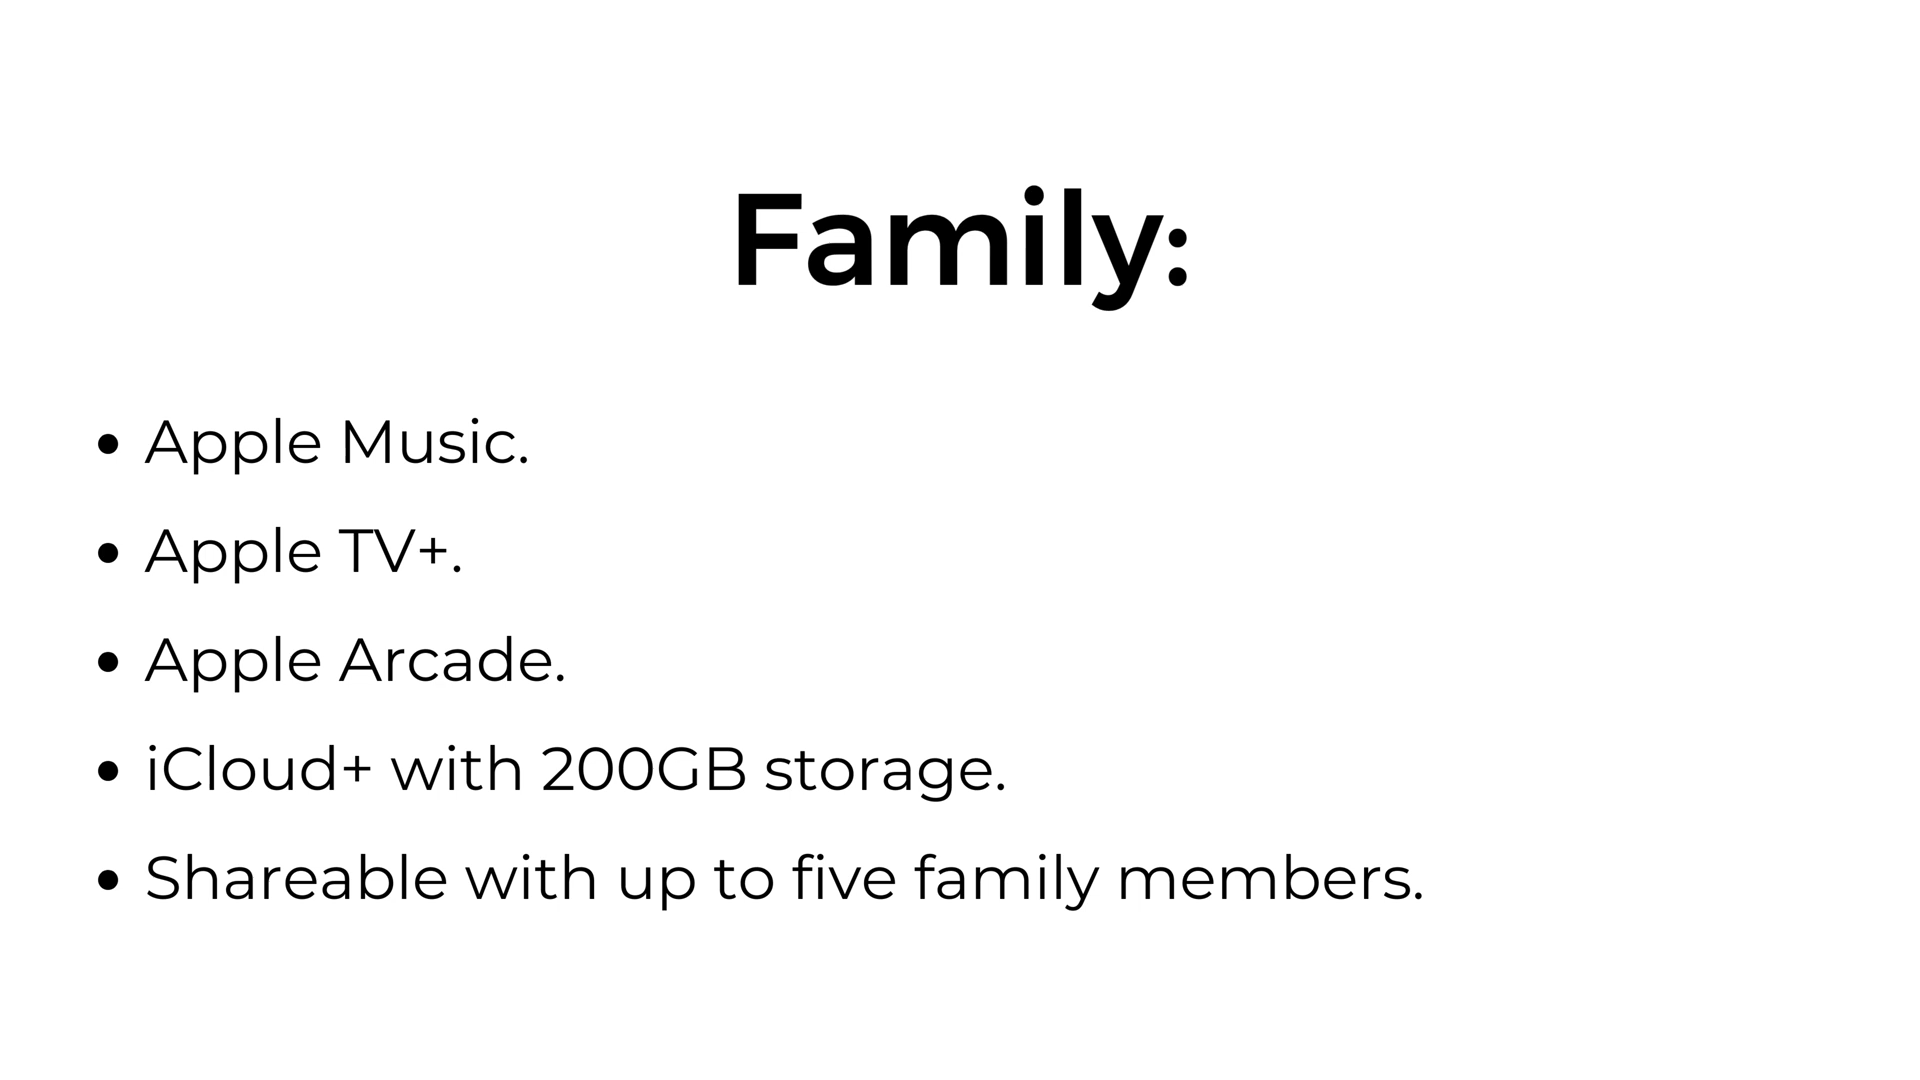 Family:
• Apple Music.
• Apple TV+.
• Apple Arcade.
• iCloud+ with 200GB storage.
• Shareable with up to five family members.